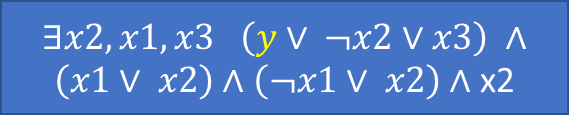 ∃x2, x1, x3 (y ∨ ¬x2 ∨ x3) ∧
(x1 ∨ x2) ∧ (¬x1 ∨ x2) ∧ x2